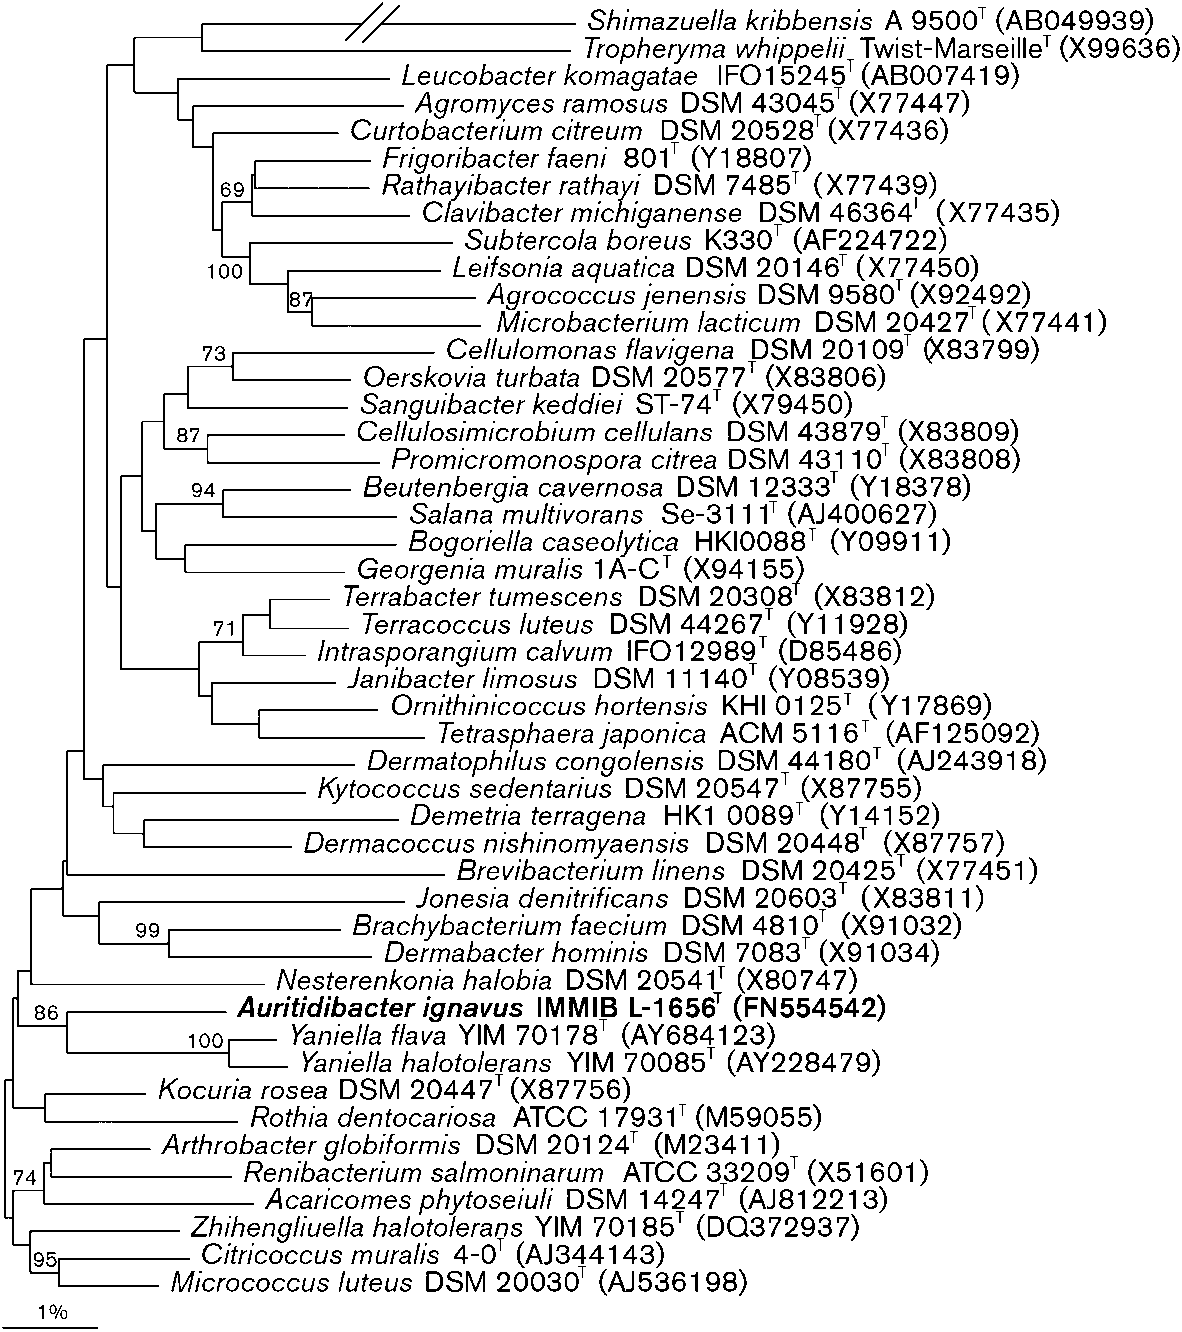 Shimazuella kribbensis A 9500T (AB049939)
Tropheryma whippelii Twist-MarseilleT (X99636)
Leucobacter komagatae IFO15245T (AB007419)
Agromyces ramosus DSM 43045T (X77447)
Curtobacterium citreum DSM 20528T (X77436)
Frigoribacter faeni 801T (Y18807)
69 Rathayibacter rathayi DSM 7485T (X77439)
Clavibacter michiganense DSM 46364T (X77435)
Subtercola boreus K330T (AF224722)
100 Leifsonia aquatica DSM 20146T (X77450)
87 Agrococcus jenensis DSM 9580T (X92492)
Microbacterium lacticum DSM 20427T (X77441)
73 Cellulomonas flavigena DSM 20109T (X83799)
Oerskovia turbata DSM 20577T (X83806)
Sanguibacter keddiei ST-74T (X79450)
87 Cellulosimicrobium cellulans DSM 43879T (X83809)
Promicromonospora citrea DSM 43110T (X83808)
94 Beutenbergia cavernosa DSM 12333T (Y18378)
Salana multivorans Se-3111T (AJ400627)
Bogoriella caseolytica HKI0088T (Y09911)
Georgenia muralis 1A-CT (X94155)
Terrabacter tumescens DSM 20308T (X83812)
71 Terracoccus luteus DSM 44267T (Y11928)
Intrasporangium calvum IFO12989T (D85486)
Janibacter limosus DSM 11140T (Y08539)
Ornithinicoccus hortensis KHI 0125T (Y17869)
Tetrasphaera japonica ACM 5116T (AF125092)
Dermatophilus congolensis DSM 44180T (AJ243918)
Kytococcus sedentarius DSM 20547T (X87755)
Demetria terragena HK1 0089T (Y14152)
Dermacoccus nishinomyaensis DSM 20448T (X87757)
Brevibacterium linens DSM 20425T (X77451)
Jonesia denitrificans DSM 20603T (X83811)
99 Brachybacterium faecium DSM 4810T (X91032)
Dermabacter hominis DSM 7083T (X91034)
Nesterenkonia halobia DSM 20541T (X80747)
86 Auritidibacter ignavus IMMIB L-1656T (FN554542)
100 Yaniella flava YIM 70178T (AY684123)
Yaniella halotolerans YIM 70085T (AY228479)
Kocuria rosea DSM 20447T (X87756)
Rothia dentocariosa ATCC 17931T (M59055)
Arthrobacter globiformis DSM 20124T (M23411)
74 Renibacterium salmoninarum ATCC 33209T (X51601)
Acaricomes phytoseiuli DSM 14247T (AJ812213)
Zhihengliuella halotolerans YIM 70185T (DQ372937)
95 Citricoccus muralis 4-0T (AJ344143)
Micrococcus luteus DSM 20030T (AJ536198)
1%